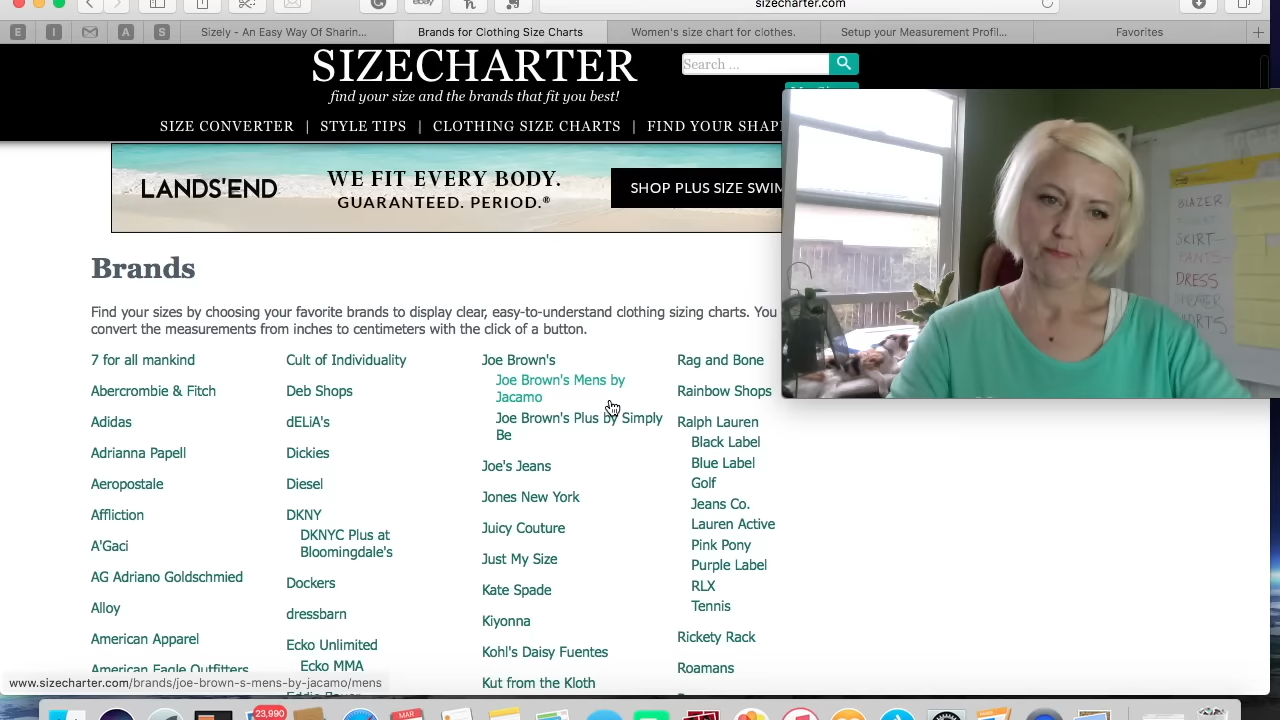 sizecharter.com
ebay
E
I
A
S
Sizely - An Easy Way Of Sharin...
Brands for Clothing Size Charts
Women's size chart for clothes.
Setup your Measurement Profil...
Favorites
SIZECHARTER
find your size and the brands that fit you best!
Search ...
SIZE CONVERTER | STYLE TIPS | CLOTHING SIZE CHARTS | FIND YOUR SHAP
LANDS'END
WE FIT EVERY BODY.
GUARANTEED. PERIOD.®
SHOP PLUS SIZE SWIM
BLAZER
SKIRT
PANTS
DRESS
Brands
Find your sizes by choosing your favorite brands to display clear, easy-to-understand clothing sizing charts. You
convert the measurements from inches to centimeters with the click of a button.
7 for all mankind
Abercrombie & Fitch
Adidas
Adrianna Papell
Aeropostale
Affliction
A'Gaci
AG Adriano Goldschmied
Alloy
American Apparel
American Eagle Outfitters
Cult of Individuality
Deb Shops
dELiA's
Dickies
Diesel
DKNY
DKNYC Plus at
Bloomingdale's
Dockers
dressbarn
Ecko Unlimited
Ecko MMA
Eddie Bauer
Joe Brown's
Joe Brown's Mens by
Jacamo
Joe Brown's Plus by Simply
Be
Joe's Jeans
Jones New York
Juicy Couture
Just My Size
Kate Spade
Kiyonna
Kohl's Daisy Fuentes
Kut from the Kloth
Rag and Bone
Rainbow Shops
Ralph Lauren
Black Label
Blue Label
Golf
Jeans Co.
Lauren Active
Pink Pony
Purple Label
RLX
Tennis
Rickety Rack
Roamans
www.sizecharter.com/brands/joe-brown-s-mens-by-jacamo/mens
23,990
MAR